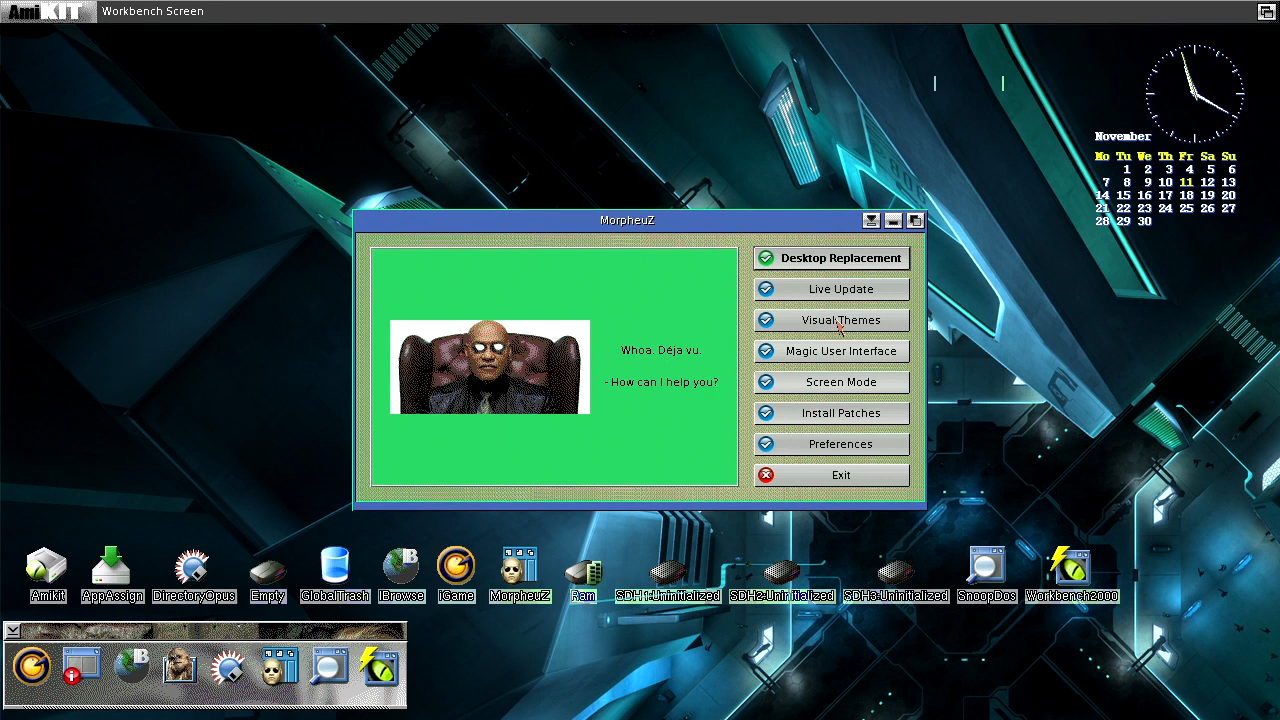 AmiKIT Workbench Screen
November
Mo Tu We Th Fr Sa Su
1 2 3 4 5 6
7 8 9 10 11 12 13
14 15 16 17 18 19 20
21 22 23 24 25 26 27
28 29 30
MorpheuZ
Whoa. Déja vu.
- How can I help you?
Desktop Replacement
Live Update
Visual Themes
Magic User Interface
Screen Mode
Install Patches
Preferences
Exit
Amikit AppAssign DirectoryOpus Empty GlobalTrash IBrowse IGame MorpheuZ Ram SDH1:Uninitialized SDH2:Uninitialized SDH3:Uninitialized SnoopDos Workbench2000